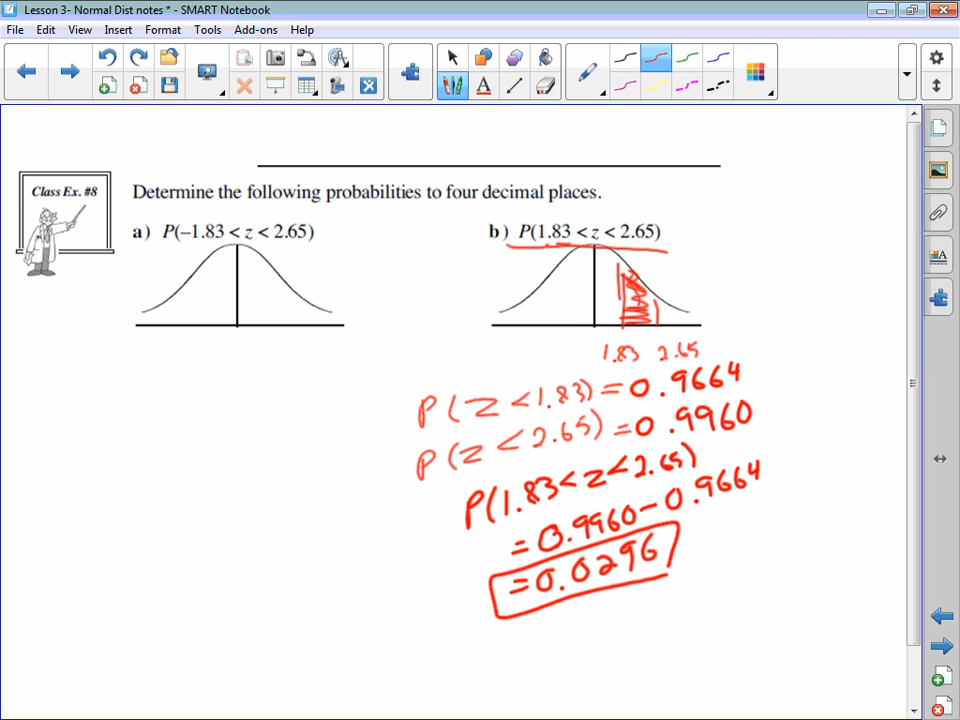 Lesson 3- Normal Dist notes * - SMART Notebook
File Edit View Insert Format Tools Add-ons Help
Class Ex. #8
Determine the following probabilities to four decimal places.
a) P(–1.83 < z < 2.65)
b) P(1.83 < z < 2.65)
1.83 2.65
P(Z < 1.83) = 0.9664
P(Z < 2.65) = 0.9960
P(1.83 < z < 2.65)
= 0.9960 - 0.9664
= 0.0296